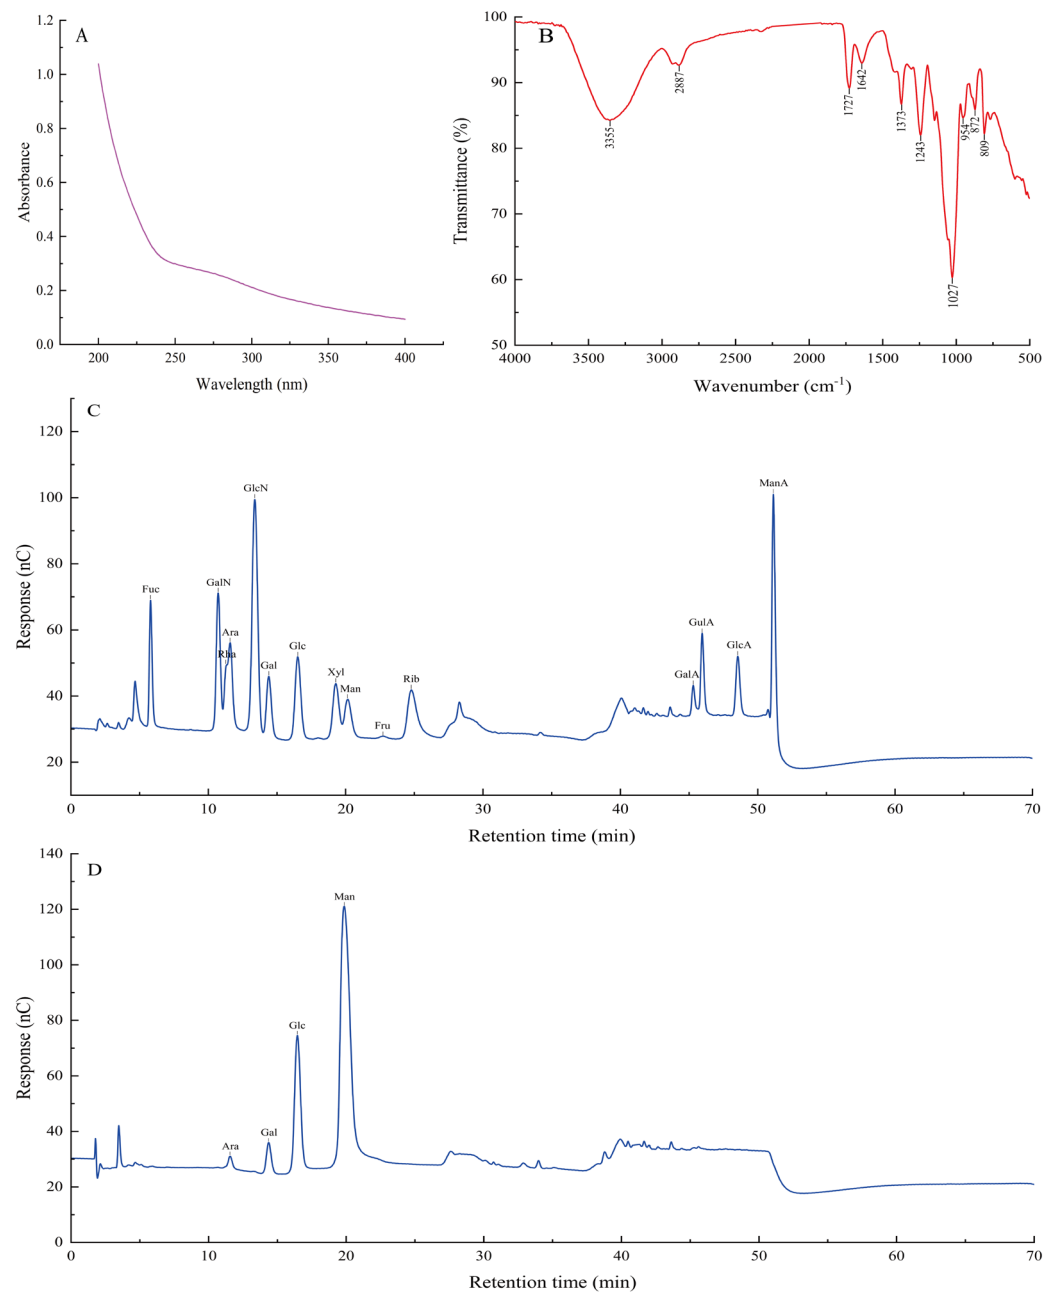 A
1.2
1.0
0.8
0.6
0.4
0.2
0.0
Absorbance
200
250
300
350
400
Wavelength (nm)
B
100
90
80
70
60
50
Transmittance (%)
3355
2887
1727
1642
1373
1243
1027
954
872
809
4000
3500
3000
2500
2000
1500
1000
500
Wavenumber (cm⁻¹)
C
120
100
80
60
40
20
Response (nC)
Fuc
GalN
Rha
Ara
GlcN
Gal
Glc
Xyl
Man
Fru
Rib
GalA
GulA
GlcA
ManA
0
10
20
30
40
50
60
70
Retention time (min)
D
140
120
100
80
60
40
20
0
Response (nC)
Ara
Gal
Glc
Man
0
10
20
30
40
50
60
70
Retention time (min)